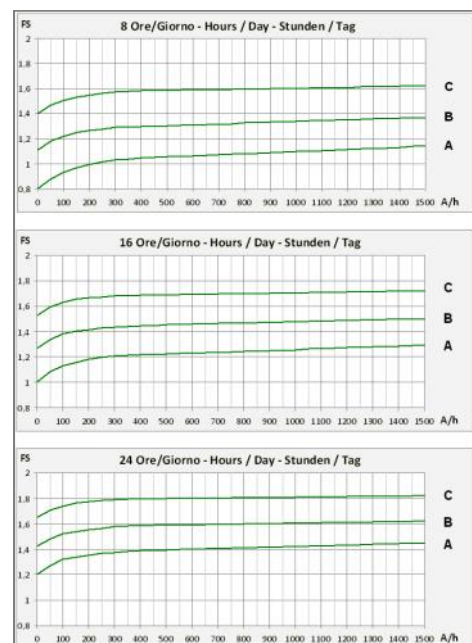 FS 8 Ore/Giorno - Hours / Day - Stunden / Tag
2
1,8
1,6
C
1,4
B
1,2
A
1
0,8
0 100 200 300 400 500 600 700 800 900 1000 1100 1200 1300 1400 1500 A/h
FS 16 Ore/Giorno - Hours / Day - Stunden / Tag
2
1,8
C
1,6
B
1,4
A
1,2
1
0,8
0 100 200 300 400 500 600 700 800 900 1000 1100 1200 1300 1400 1500 A/h
FS 24 Ore/Giorno - Hours / Day - Stunden / Tag
2
C
1,8
B
1,6
A
1,4
1,2
1
0,8
0 100 200 300 400 500 600 700 800 900 1000 1100 1200 1300 1400 1500 A/h